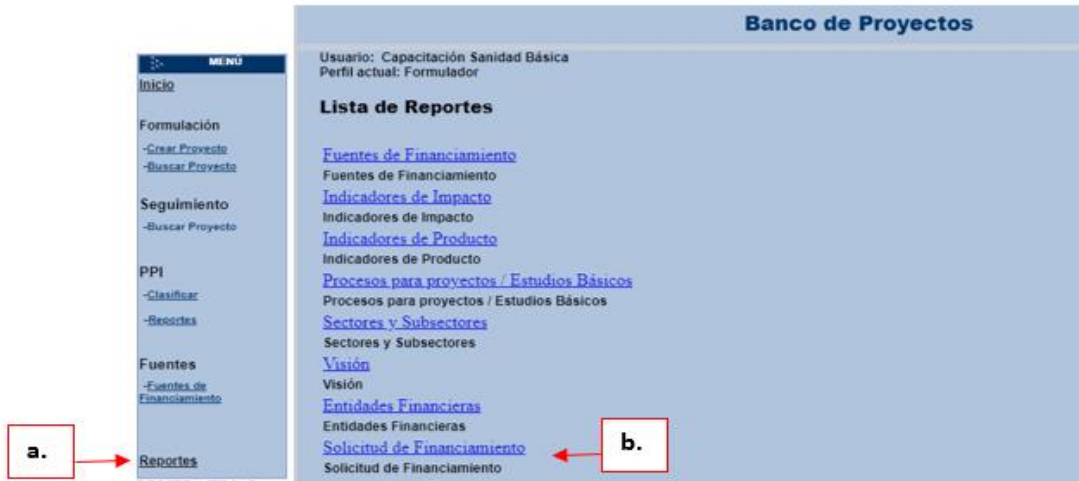 Banco de Proyectos
MENÚ
Inicio
Formulación
-Crear Proyecto
-Buscar Proyecto
Seguimiento
-Buscar Proyecto
PPI
-Clasificar
-Reportes
Fuentes
-Fuentes de
Financiamiento
a.
Reportes
Usuario: Capacitación Sanidad Básica
Perfil actual: Formulador
Lista de Reportes
Fuentes de Financiamiento
Fuentes de Financiamiento
Indicadores de Impacto
Indicadores de Impacto
Indicadores de Producto
Indicadores de Producto
Procesos para proyectos / Estudios Básicos
Procesos para proyectos / Estudios Básicos
Sectores y Subsectores
Sectores y Subsectores
Visión
Visión
Entidades Financieras
Entidades Financieras
Solicitud de Financiamiento
b.
Solicitud de Financiamiento